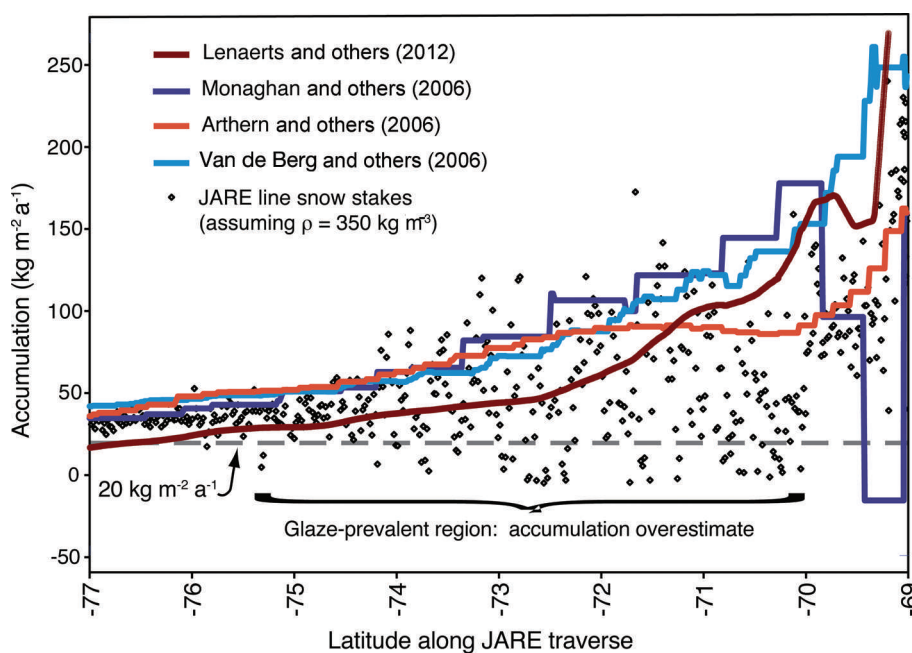 250
200
150
100
50
0
-50
Accumulation (kg m⁻² a⁻¹)
Lenaerts and others (2012)
Monaghan and others (2006)
Arthern and others (2006)
Van de Berg and others (2006)
JARE line snow stakes
(assuming ρ = 350 kg m⁻³)
20 kg m⁻² a⁻¹
Glaze-prevalent region: accumulation overestimate
-77
-76
-75
-74
-73
-72
-71
-70
-69
Latitude along JARE traverse